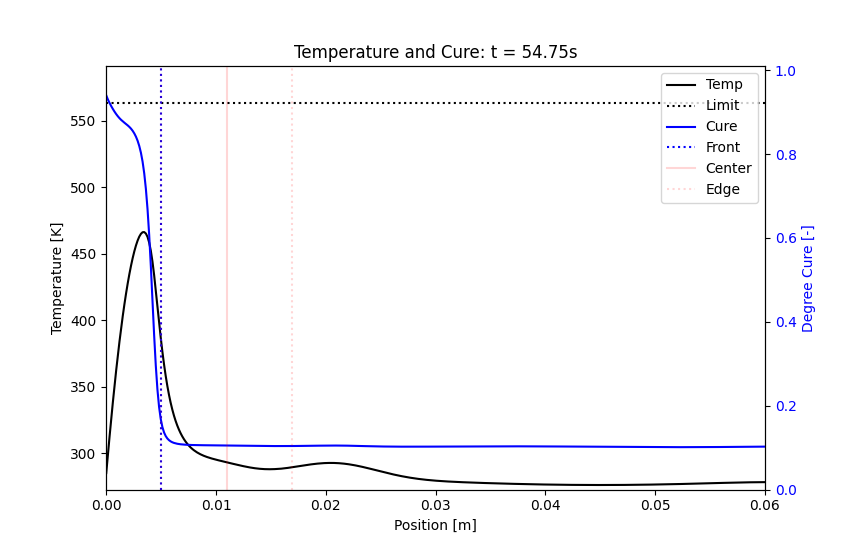 Temperature and Cure: t = 54.75s
Temperature [K]
550
500
450
400
350
300
Temp
Limit
Cure
Front
Center
Edge
1.0
0.8
0.6
0.4
0.2
0.0
Degree Cure [-]
0.00
0.01
0.02
0.03
0.04
0.05
0.06
Position [m]